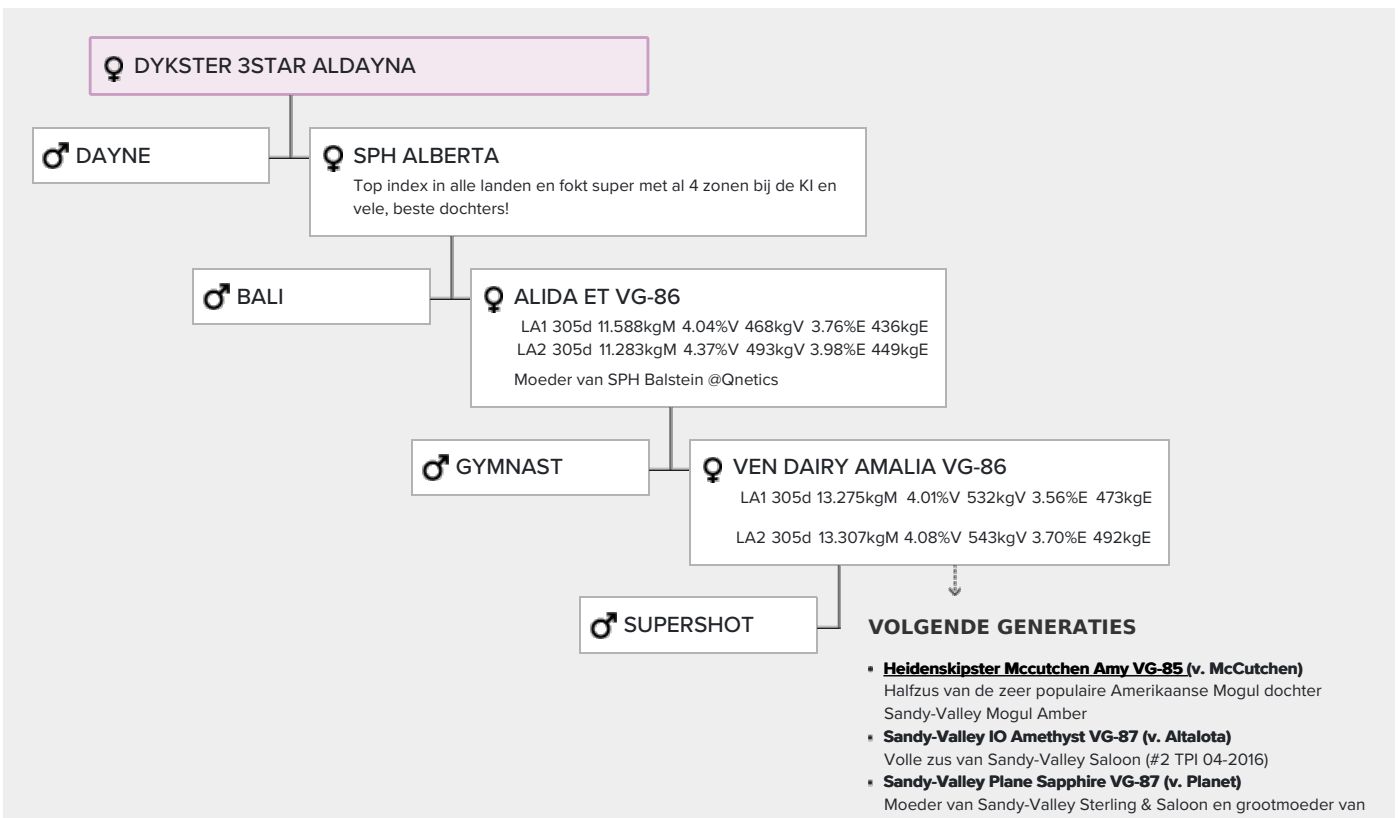 ♀ DYKSTER 3STAR ALDAYNA
♂ DAYNE
♀ SPH ALBERTA
Top index in alle landen en fokt super met al 4 zonen bij de KI en
vele, beste dochters!
♂ BALI
♀ ALIDA ET VG-86
LA1 305d 11.588kgM 4.04%V 468kgV 3.76%E 436kgE
LA2 305d 11.283kgM 4.37%V 493kgV 3.98%E 449kgE
Moeder van SPH Balstein @Qnetics
♂ GYMNAST
♀ VEN DAIRY AMALIA VG-86
LA1 305d 13.275kgM 4.01%V 532kgV 3.56%E 473kgE
LA2 305d 13.307kgM 4.08%V 543kgV 3.70%E 492kgE
♂ SUPERSHOT
VOLGENDE GENERATIES
▪ Heidenskipster Mccutchen Amy VG-85 (v. McCutchen)
Halfzus van de zeer populaire Amerikaanse Mogul dochter
Sandy-Valley Mogul Amber
▪ Sandy-Valley IO Amethyst VG-87 (v. AltaIota)
Volle zus van Sandy-Valley Saloon (#2 TPI 04-2016)
▪ Sandy-Valley Plane Sapphire VG-87 (v. Planet)
Moeder van Sandy-Valley Sterling & Saloon en grootmoeder van